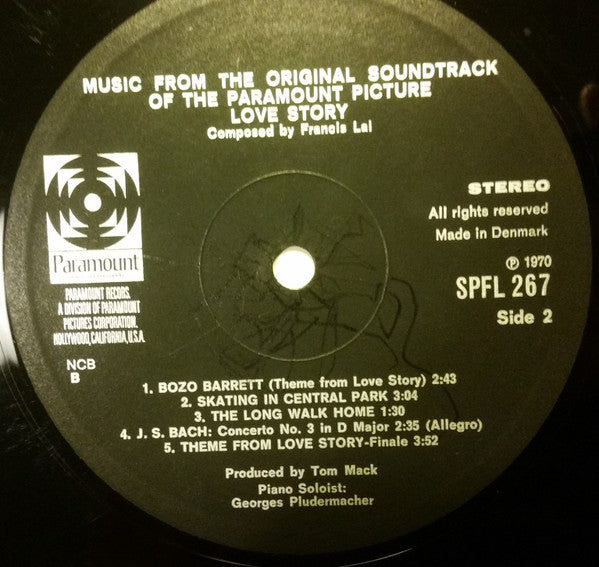 MUSIC FROM THE ORIGINAL SOUNDTRACK
OF THE PARAMOUNT PICTURE
LOVE STORY
Composed by Francis Lai
Paramount
PARAMOUNT RECORS.
A DIVISION OF PARAMOUNT
PICTURES CORPORATION.
HOLLYWOOD, CALIFORNIA, U.S.A.
NCB
B
STEREO
All rights reserved
Made in Denmark
℗ 1970
SPFL 267
Side 2
1. BOZO BARRETT (Theme from Love Story) 2:43
2. SKATING IN CENTRAL PARK 3:04
3. THE LONG WALK HOME 1:30
4. J. S. BACH: Concerto No. 3 in D Major 2:35 (Allegro)
5. THEME FROM LOVE STORY-Finale 3:52
Produced by Tom Mack
Piano Soloist:
Georges Pludermacher